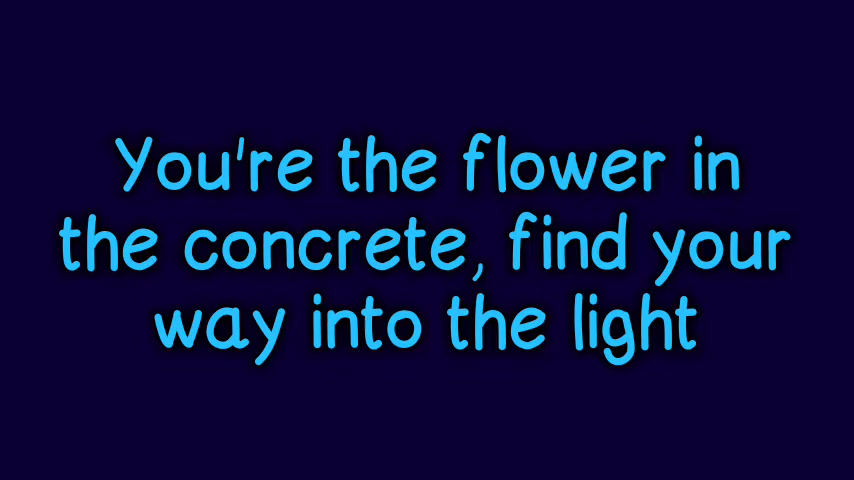 You're the flower in
the concrete, find your
way into the light